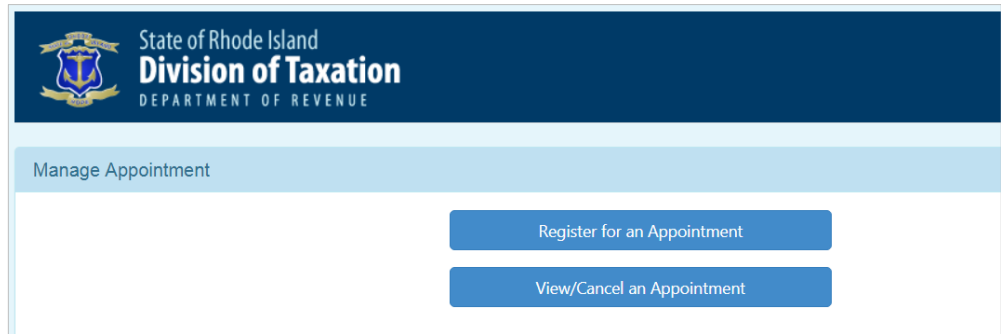 State of Rhode Island
Division of Taxation
DEPARTMENT OF REVENUE
Manage Appointment
Register for an Appointment
View/Cancel an Appointment